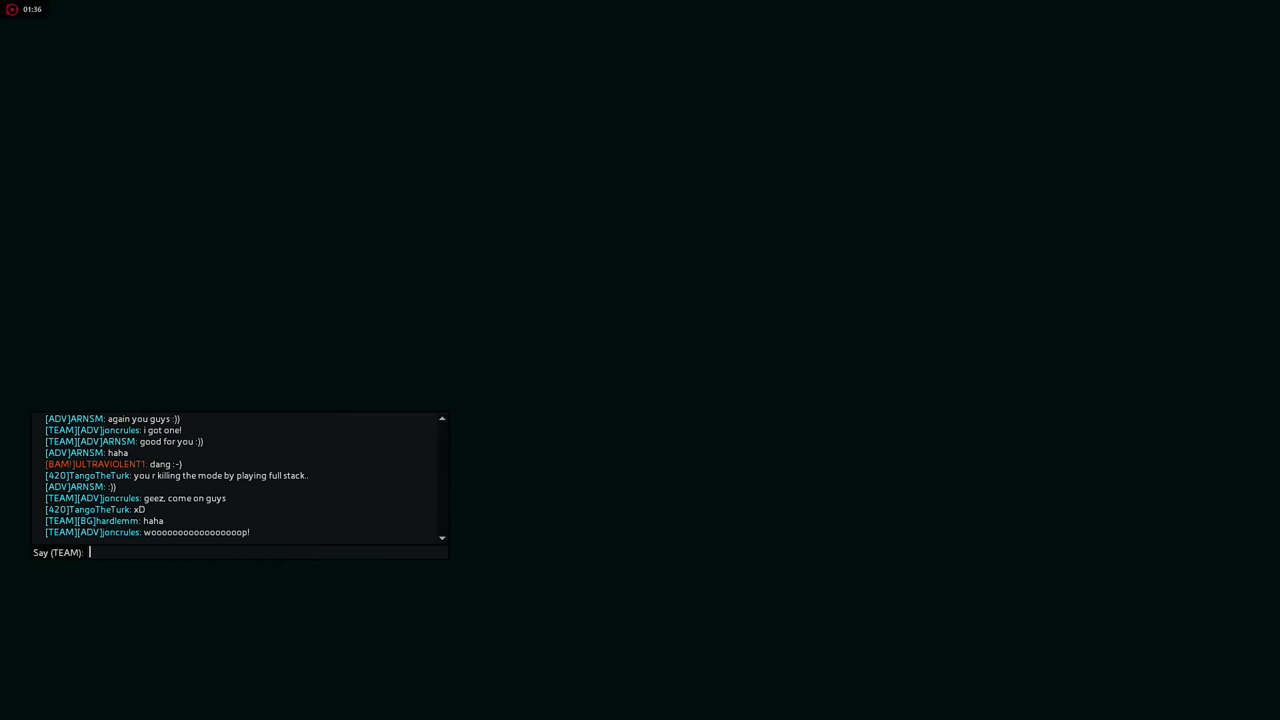 01:36
[ADV]ARNSM: again you guys :))
[TEAM][ADV]joncrules: i got one!
[TEAM][ADV]ARNSM: good for you :))
[ADV]ARNSM: haha
[BAM!]ULTRAVIOLENT1: dang :-)
[420]TangoTheTurk: you r killing the mode by playing full stack..
[ADV]ARNSM: :))
[TEAM][ADV]joncrules: geez, come on guys
[420]TangoTheTurk: xD
[TEAM][BG]hardlemm: haha
[TEAM][ADV]joncrules: wooooooooooooooooop!
Say (TEAM):